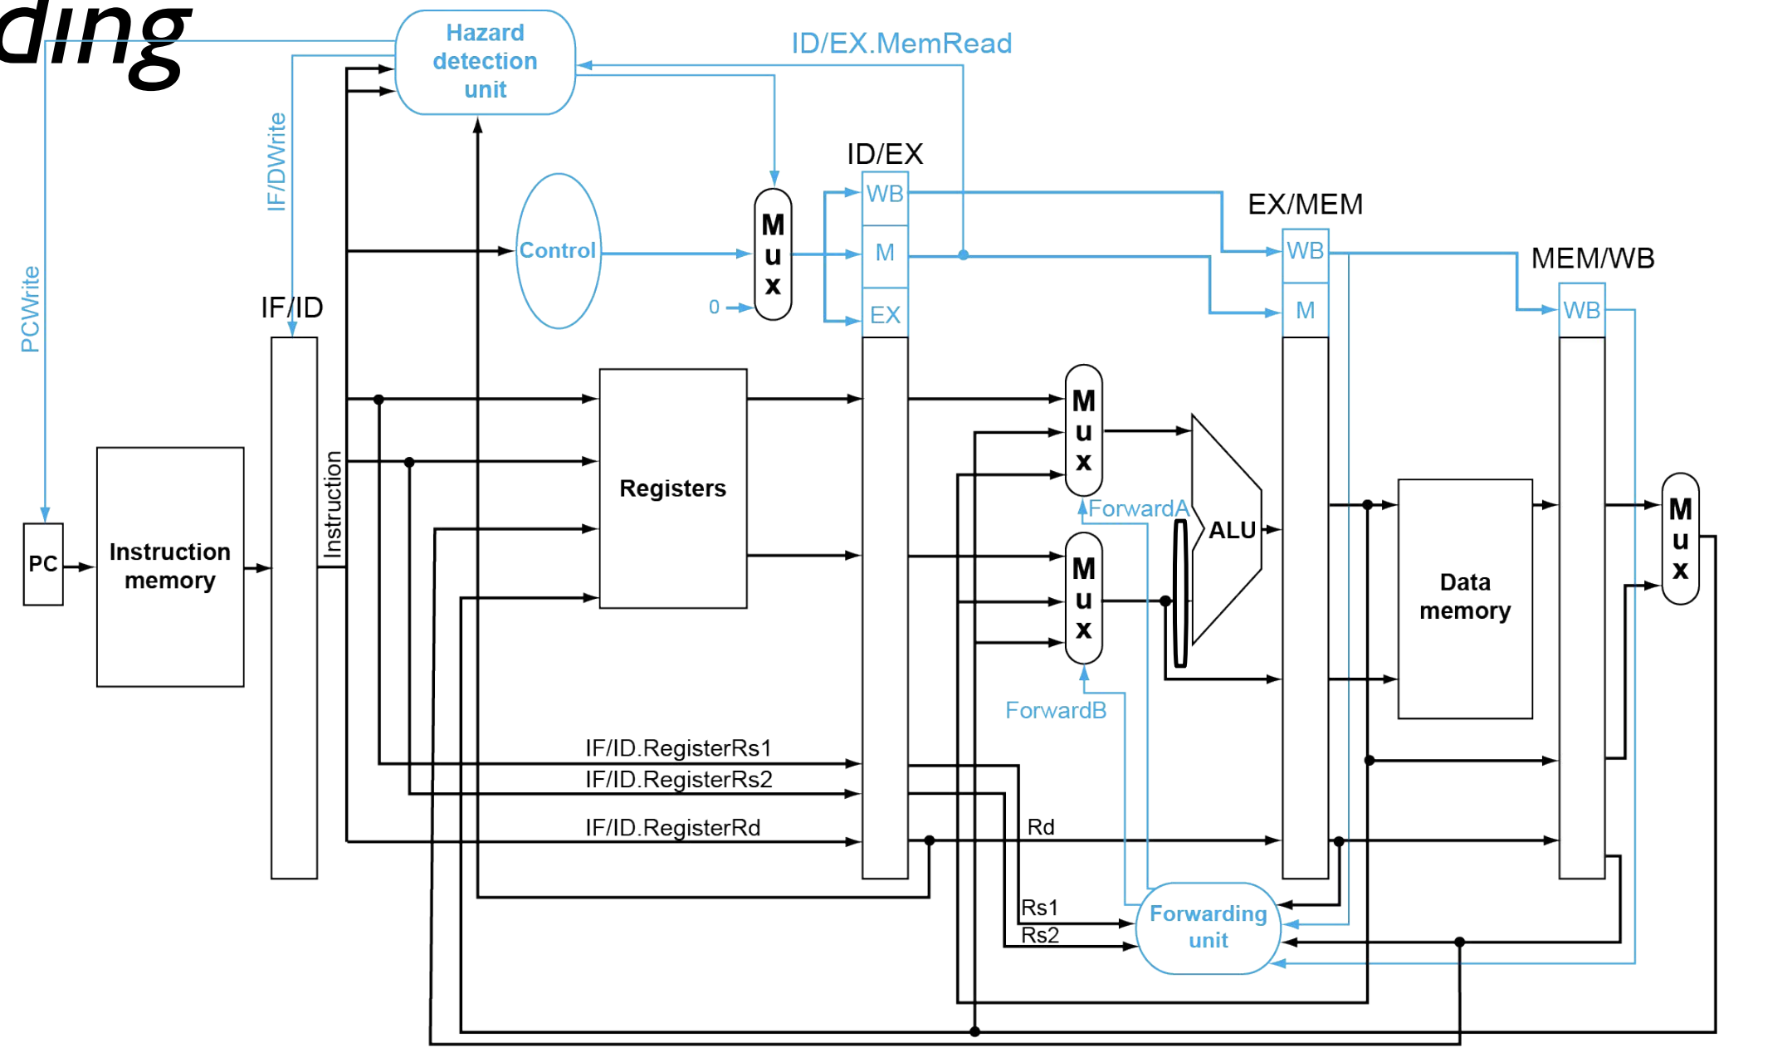 ding
Hazard
detection
unit
ID/EX.MemRead
IF/DWrite
PCWrite
ID/EX
WB
M
EX
Control
0
M
u
x
EX/MEM
WB
M
MEM/WB
WB
IF/ID
Instruction
PC
Instruction
memory
Registers
M
u
x
ForwardA
M
u
x
ForwardB
ALU
Data
memory
M
u
x
IF/ID.RegisterRs1
IF/ID.RegisterRs2
IF/ID.RegisterRd
Rd
Rs1
Rs2
Forwarding
unit